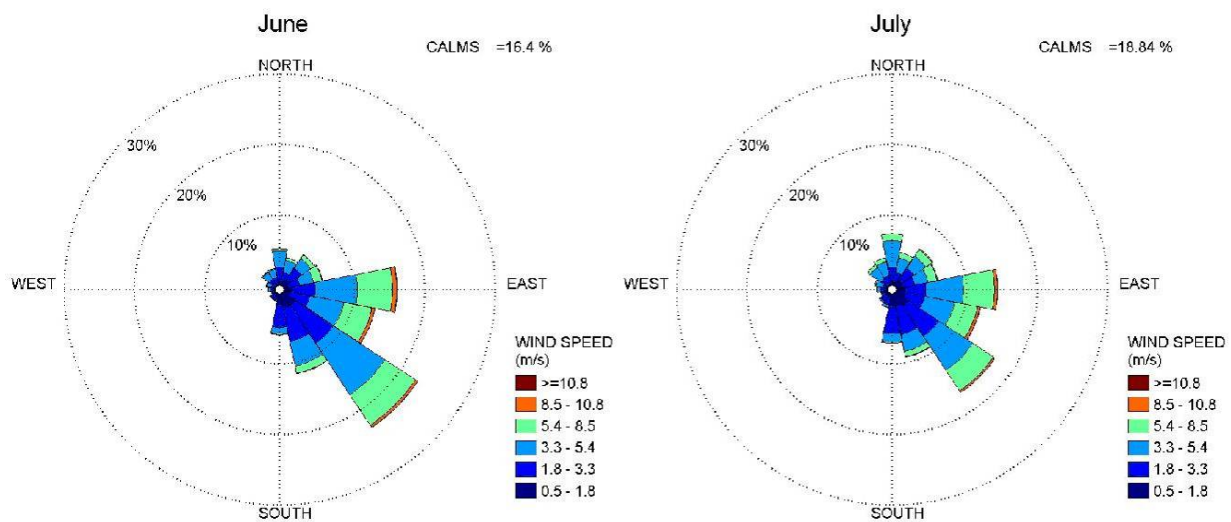 June
CALMS =16.4 %
NORTH
30%
20%
10%
WEST
EAST
WIND SPEED
(m/s)
>=10.8
8.5 - 10.8
5.4 - 8.5
3.3 - 5.4
1.8 - 3.3
0.5 - 1.8
SOUTH
July
CALMS =18.84 %
NORTH
30%
20%
10%
WEST
EAST
WIND SPEED
(m/s)
>=10.8
8.5 - 10.8
5.4 - 8.5
3.3 - 5.4
1.8 - 3.3
0.5 - 1.8
SOUTH